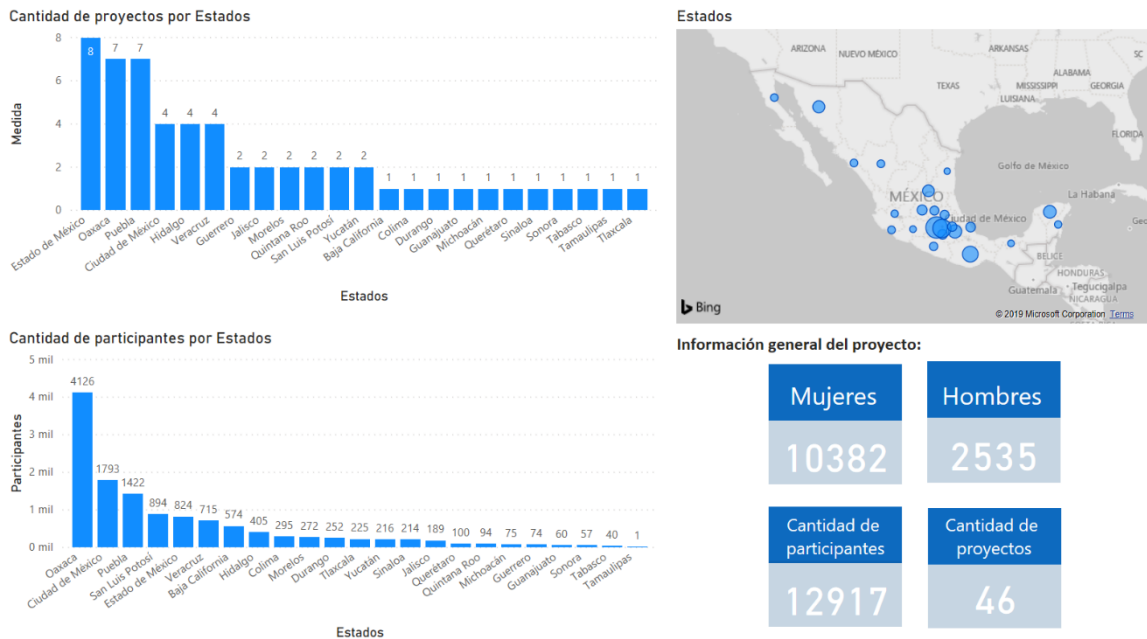 Cantidad de proyectos por Estados
8
6
4
2
0
Medida
8
7
7
4
4
4
2
2
2
2
2
2
1
1
1
1
1
1
1
1
1
1
1
Estado de México
Oaxaca
Puebla
Ciudad de México
Hidalgo
Veracruz
Guerrero
Jalisco
Morelos
Quintana Roo
San Luis Potosí
Yucatán
Baja California
Colima
Durango
Guanajuato
Michoacán
Querétaro
Sinaloa
Sonora
Tabasco
Tamaulipas
Tlaxcala
Estados
Estados
ARIZONA
NUEVO MÉXICO
ARKANSAS
SC
TEXAS
MISSISSIPPI
ALABAMA
GEORGIA
LOUISIANA
FLORIDA
Golfo de México
MÉXICO
La Habana
Ciudad de México
Geo
BELICE
HONDURAS
Guatemala
Tegucigalpa
NICARAGUA
Bing
© 2019 Microsoft Corporation Terms
Cantidad de participantes por Estados
5 mil
4 mil
3 mil
2 mil
1 mil
0 mil
Participantes
4126
1793
1422
894
824
715
574
405
295
272
252
225
216
214
189
100
94
75
74
60
57
40
1
Oaxaca
Ciudad de México
Puebla
San Luis Potosí
Estado de México
Veracruz
Baja California
Hidalgo
Colima
Morelos
Durango
Tlaxcala
Yucatán
Sinaloa
Jalisco
Querétaro
Quintana Roo
Michoacán
Guerrero
Guanajuato
Sonora
Tabasco
Tamaulipas
Estados
Información general del proyecto:
Mujeres
10382
Hombres
2535
Cantidad de
participantes
12917
Cantidad de
proyectos
46